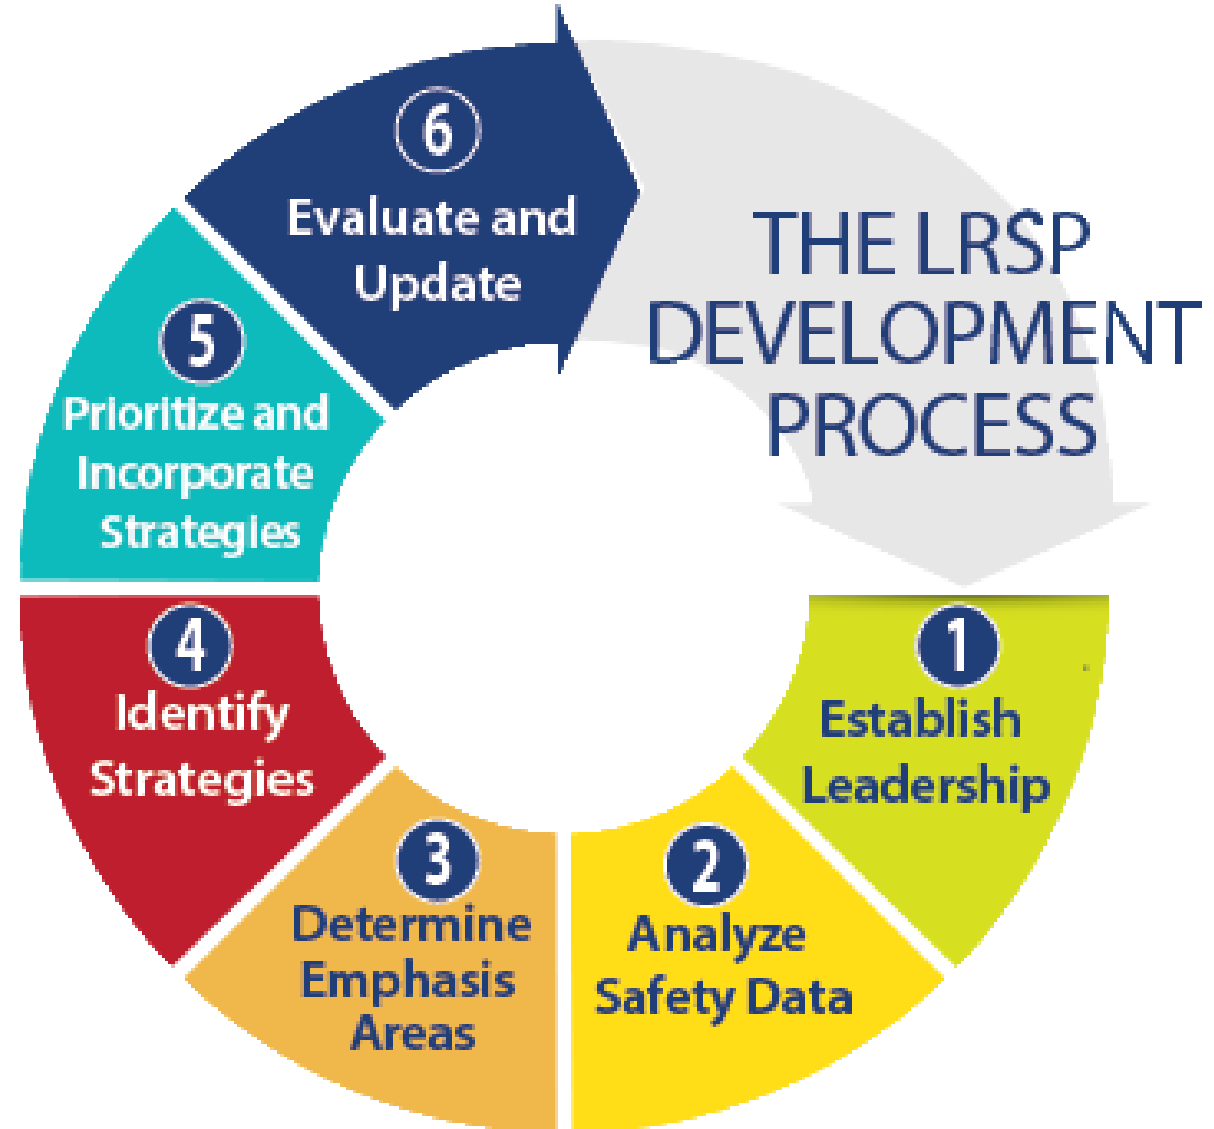 THE LRSP
DEVELOPMENT
PROCESS
1
Establish
Leadership
2
Analyze
Safety Data
3
Determine
Emphasis
Areas
4
Identify
Strategies
5
Prioritize and
Incorporate
Strategies
6
Evaluate and
Update